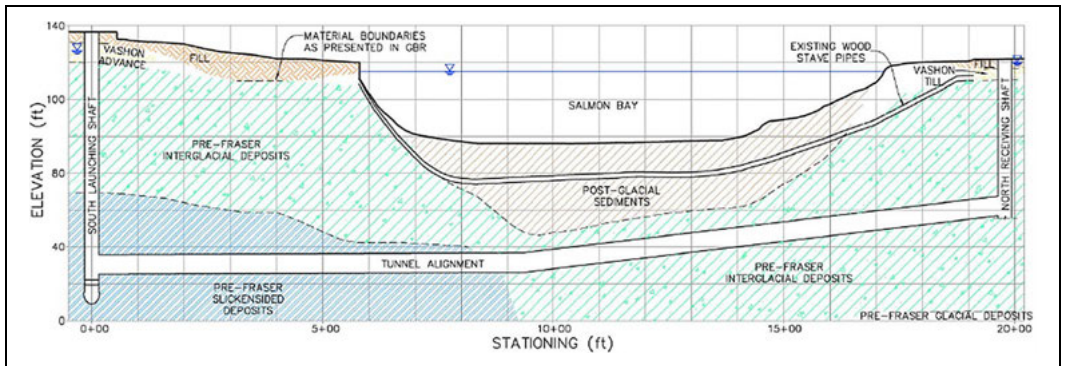 140
120
100
80
60
40
20
0
ELEVATION (ft)
VASHON
ADVANCE
FILL
MATERIAL BOUNDARIES
AS PRESENTED IN GBR
EXISTING WOOD
STAVE PIPES
FILL
VASHON
TILL
SALMON BAY
SOUTH LAUNCHING SHAFT
PRE-FRASER
INTERGLACIAL DEPOSITS
POST-GLACIAL
SEDIMENTS
NORTH RECEIVING SHAFT
TUNNEL ALIGNMENT
PRE-FRASER
SLICKENSIDED
DEPOSITS
PRE-FRASER
INTERGLACIAL DEPOSITS
PRE-FRASER GLACIAL DEPOSITS
0+00
5+00
10+00
15+00
20+00
STATIONING (ft)